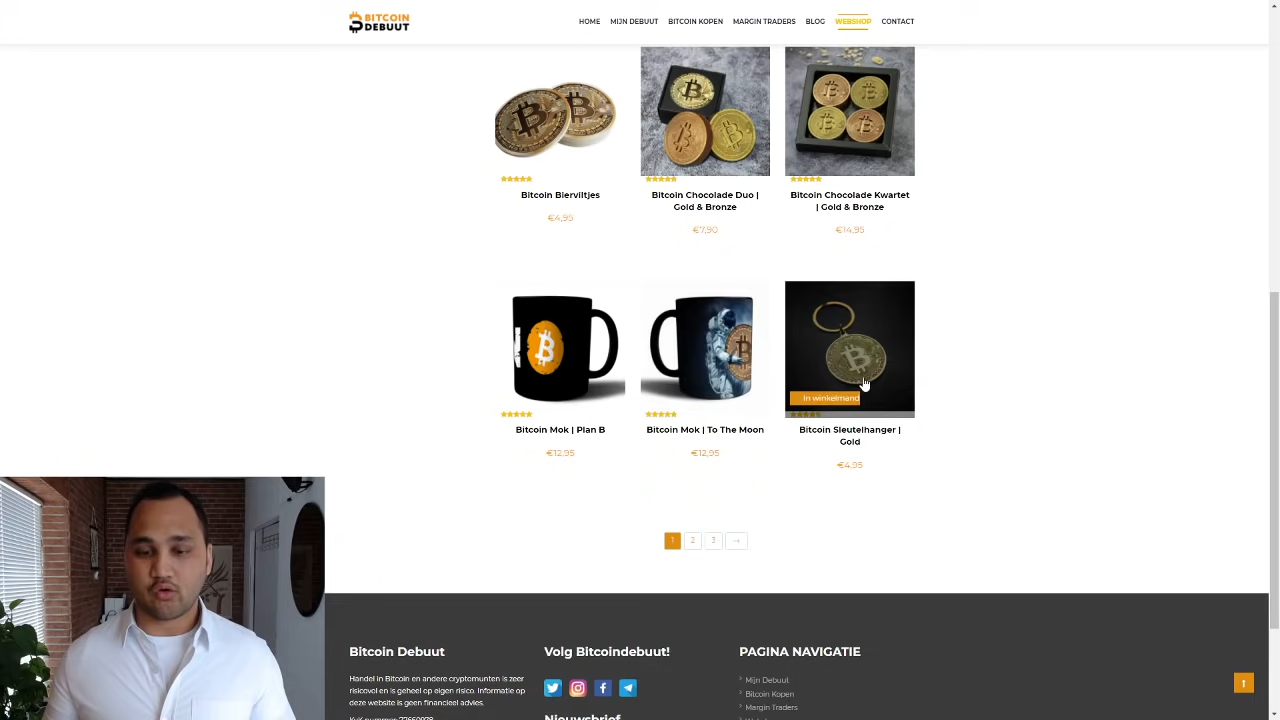 BITCOIN
DEBUUT
HOME MIJN DEBUUT BITCOIN KOPEN MARGIN TRADERS BLOG WEBSHOP CONTACT
Bitcoin Bierviltjes
€4,95
Bitcoin Chocolade Duo |
Gold & Bronze
€7,90
Bitcoin Chocolade Kwartet
| Gold & Bronze
€14,95
Bitcoin Mok | Plan B
€12,95
Bitcoin Mok | To The Moon
€12,95
In winkelmand
Bitcoin Sleutelhanger |
Gold
€4,95
1 2 3 →
Bitcoin Debuut
Handel in Bitcoin en andere cryptomunten is zeer
risicovol en is geheel op eigen risico. Informatie op
deze website is geen financieel advies.
Volg Bitcoindebuut!
Nieuwsbrief
PAGINA NAVIGATIE
Mijn Debuut
Bitcoin Kopen
Margin Traders